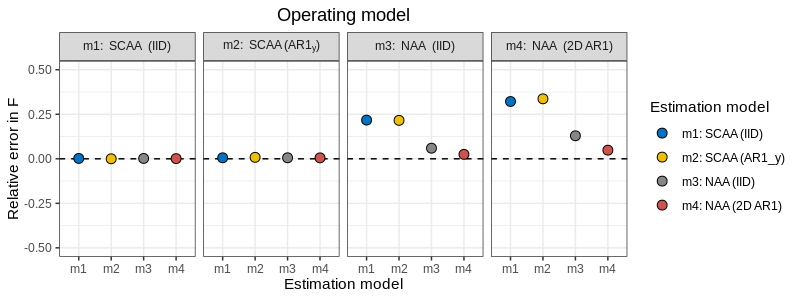 Operating model
m1: SCAA (IID)
m2: SCAA (AR1y)
m3: NAA (IID)
m4: NAA (2D AR1)
Relative error in F
0.50
0.25
0.00
-0.25
-0.50
m1 m2 m3 m4
m1 m2 m3 m4
m1 m2 m3 m4
m1 m2 m3 m4
Estimation model
Estimation model
m1: SCAA (IID)
m2: SCAA (AR1_y)
m3: NAA (IID)
m4: NAA (2D AR1)